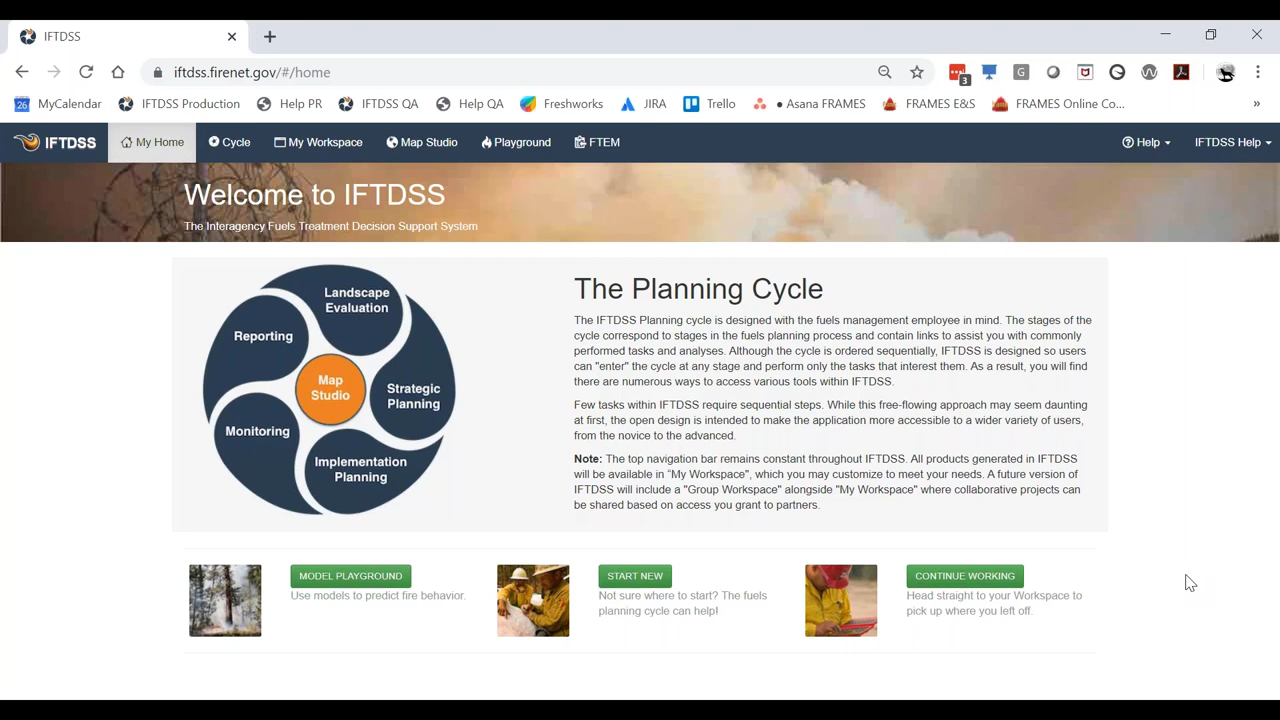 IFTDSS
iftdss.firenet.gov/#/home
3
26 MyCalendar IFTDSS Production Help PR IFTDSS QA Help QA Freshworks JIRA Trello ● Asana FRAMES FRAMES E&S FRAMES Online Co... »
IFTDSS My Home Cycle My Workspace Map Studio Playground FTEM Help IFTDSS Help
Welcome to IFTDSS
The Interagency Fuels Treatment Decision Support System
Landscape
Evaluation
Reporting
Map
Studio
Strategic
Planning
Monitoring
Implementation
Planning
The Planning Cycle
The IFTDSS Planning cycle is designed with the fuels management employee in mind. The stages of the
cycle correspond to stages in the fuels planning process and contain links to assist you with commonly
performed tasks and analyses. Although the cycle is ordered sequentially, IFTDSS is designed so users
can "enter" the cycle at any stage and perform only the tasks that interest them. As a result, you will find
there are numerous ways to access various tools within IFTDSS.
Few tasks within IFTDSS require sequential steps. While this free-flowing approach may seem daunting
at first, the open design is intended to make the application more accessible to a wider variety of users,
from the novice to the advanced.
Note: The top navigation bar remains constant throughout IFTDSS. All products generated in IFTDSS
will be available in “My Workspace", which you may customize to meet your needs. A future version of
IFTDSS will include a "Group Workspace" alongside "My Workspace" where collaborative projects can
be shared based on access you grant to partners.
MODEL PLAYGROUND
Use models to predict fire behavior.
START NEW
Not sure where to start? The fuels
planning cycle can help!
CONTINUE WORKING
Head straight to your Workspace to
pick up where you left off.